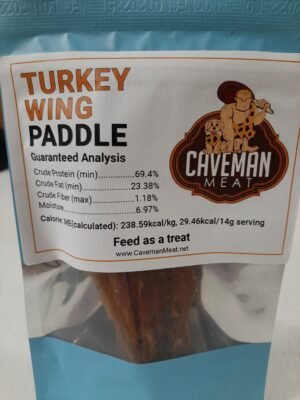 TURKEY
WING
PADDLE
Guaranteed Analysis
Crude Protein (min)..............69.4%
Crude Fat (min)....................23.38%
Crude Fiber (max)................1.18%
Moisture................................6.97%
Calorie ME(calculated): 238.59kcal/kg, 29.46kcal/14g serving
Feed as a treat
www.CavemanMeat.net
CAVEMAN
MEAT